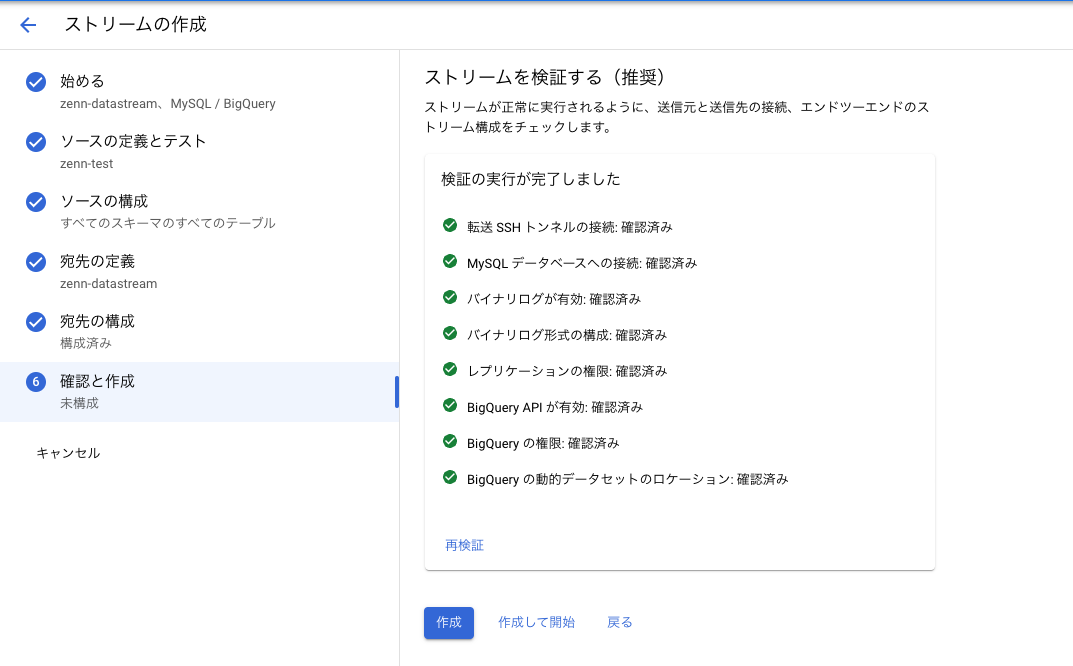 ストリームの作成
始める
zenn-datastream、MySQL / BigQuery
ソースの定義とテスト
zenn-test
ソースの構成
すべてのスキーマのすべてのテーブル
宛先の定義
zenn-datastream
宛先の構成
構成済み
6
確認と作成
未構成
キャンセル
ストリームを検証する（推奨）
ストリームが正常に実行されるように、送信元と送信先の接続、エンドツーエンドのス
トリーム構成をチェックします。
検証の実行が完了しました
転送 SSH トンネルの接続: 確認済み
MySQL データベースへの接続: 確認済み
バイナリログが有効: 確認済み
バイナリログ形式の構成: 確認済み
レプリケーションの権限: 確認済み
BigQuery API が有効: 確認済み
BigQuery の権限: 確認済み
BigQuery の動的データセットのロケーション: 確認済み
再検証
作成 作成して開始 戻る